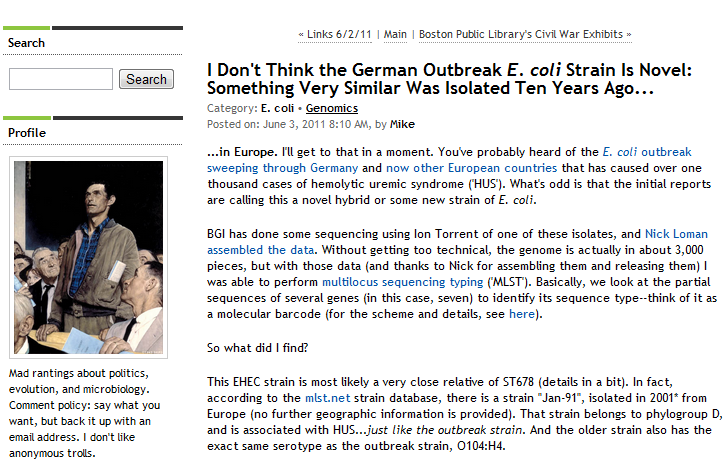 « Links 6/2/11 | Main | Boston Public Library's Civil War Exhibits »
Search
Search
Profile
Mad rantings about politics,
evolution, and microbiology.
Comment policy: say what you
want, but back it up with an
email address. I don't like
anonymous trolls.
I Don't Think the German Outbreak E. coli Strain Is Novel:
Something Very Similar Was Isolated Ten Years Ago...
Category: E. coli • Genomics
Posted on: June 3, 2011 8:10 AM, by Mike
...in Europe. I'll get to that in a moment. You've probably heard of the E. coli outbreak
sweeping through Germany and now other European countries that has caused over one
thousand cases of hemolytic uremic syndrome ('HUS'). What's odd is that the initial reports
are calling this a novel hybrid or some new strain of E. coli.
BGI has done some sequencing using Ion Torrent of one of these isolates, and Nick Loman
assembled the data. Without getting too technical, the genome is actually in about 3,000
pieces, but with those data (and thanks to Nick for assembling them and releasing them) I
was able to perform multilocus sequencing typing ('MLST'). Basically, we look at the partial
sequences of several genes (in this case, seven) to identify its sequence type--think of it as
a molecular barcode (for the scheme and details, see here).
So what did I find?
This EHEC strain is most likely a very close relative of ST678 (details in a bit). In fact,
according to the mlst.net strain database, there is a strain "Jan-91", isolated in 2001* from
Europe (no further geographic information is provided). That strain belongs to phylogroup D,
and is associated with HUS...just like the outbreak strain. And the older strain also has the
exact same serotype as the outbreak strain, O104:H4.